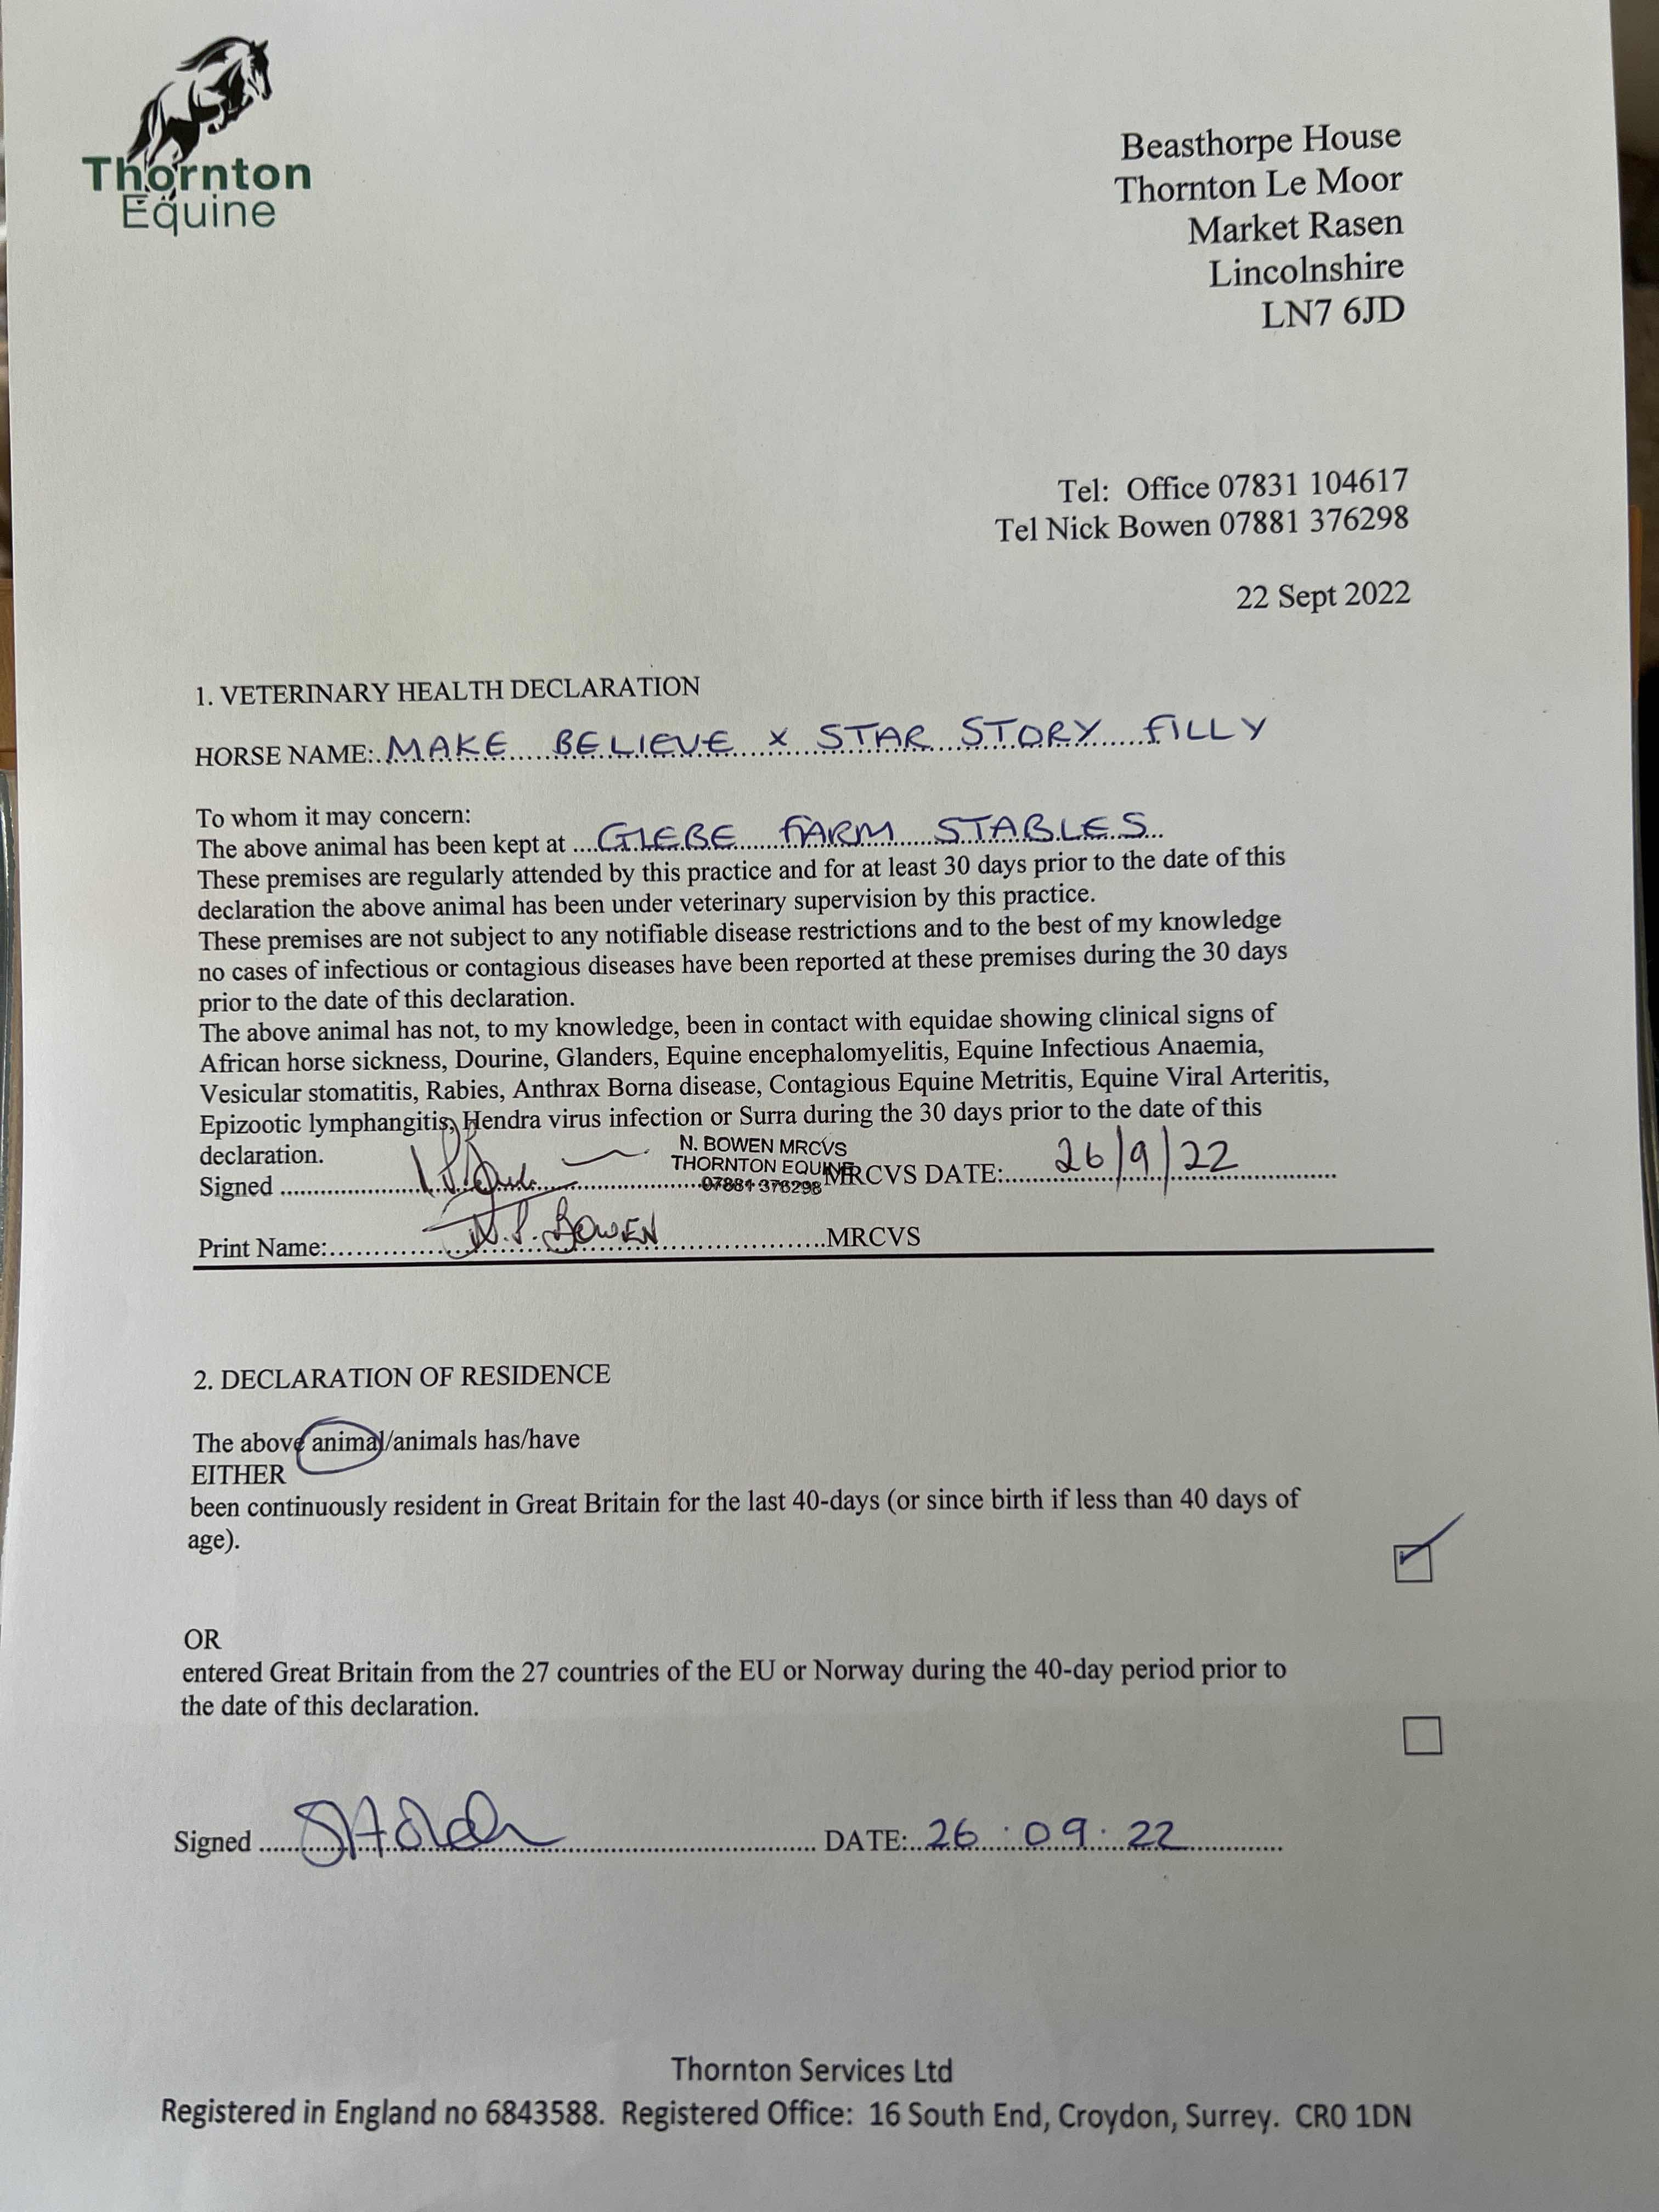 Thornton
Equine
Beasthorpe House
Thornton Le Moor
Market Rasen
Lincolnshire
LN7 6JD
Tel: Office 07831 104617
Tel Nick Bowen 07881 376298
22 Sept 2022
1. VETERINARY HEALTH DECLARATION
HORSE NAME:..MAKE BELIEVE x STAR STORY FILLY
To whom it may concern:
The above animal has been kept at ....GLEBE FARM STABLES...
These premises are regularly attended by this practice and for at least 30 days prior to the date of this
declaration the above animal has been under veterinary supervision by this practice.
These premises are not subject to any notifiable disease restrictions and to the best of my knowledge
no cases of infectious or contagious diseases have been reported at these premises during the 30 days
prior to the date of this declaration.
The above animal has not, to my knowledge, been in contact with equidae showing clinical signs of
African horse sickness, Dourine, Glanders, Equine encephalomyelitis, Equine Infectious Anaemia,
Vesicular stomatitis, Rabies, Anthrax Borna disease, Contagious Equine Metritis, Equine Viral Arteritis,
Epizootic lymphangitis, Hendra virus infection or Surra during the 30 days prior to the date of this
declaration.
N. BOWEN MRCVS
THORNTON EQUINE
07881 376298
Signed ..............MRCVS DATE:....26/9/22..............
Print Name:..............N.P. BOWEN..............MRCVS
2. DECLARATION OF RESIDENCE
The above animal/animals has/have
EITHER
been continuously resident in Great Britain for the last 40-days (or since birth if less than 40 days of
age).
OR
entered Great Britain from the 27 countries of the EU or Norway during the 40-day period prior to
the date of this declaration.
Signed .............. DATE:..26.09.22..............
Thornton Services Ltd
Registered in England no 6843588. Registered Office: 16 South End, Croydon, Surrey. CR0 1DN